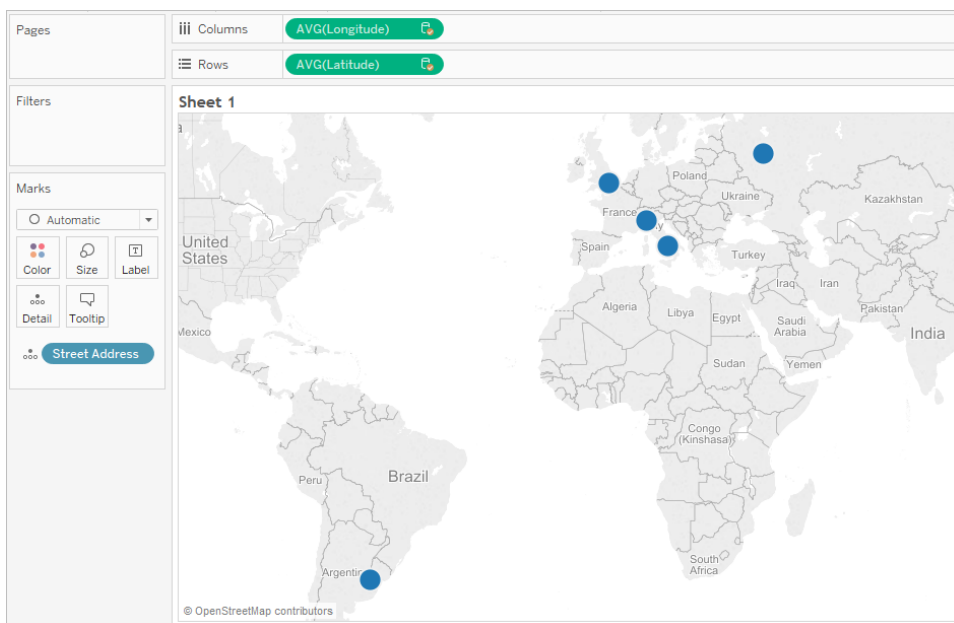 Pages
Columns
AVG(Longitude)
Rows
AVG(Latitude)
Filters
Sheet 1
Marks
Automatic
Color
Size
T
Label
Detail
Tooltip
Street Address
United
States
Mexico
Peru
Brazil
Argentin
Poland
Ukraine
Kazakhstan
France
Spain
Turkey
Iraq
Iran
Algeria
Libya
Egypt
Saudi
Arabia
Pakistan
India
Sudan
Yemen
Congo
(Kinshasa)
South
Africa
© OpenStreetMap contributors